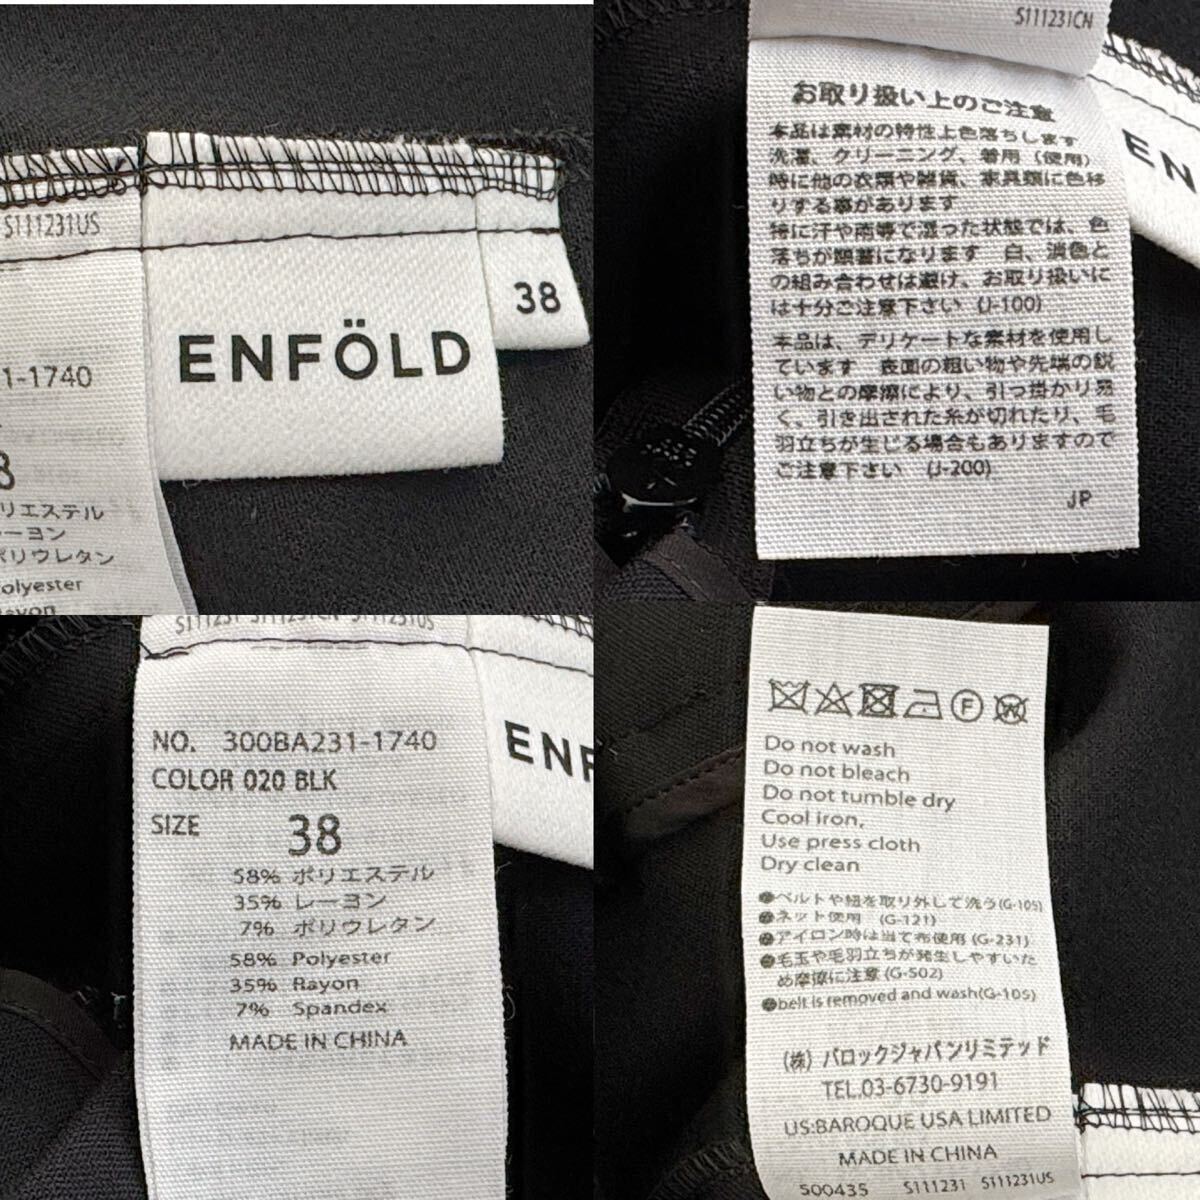 S111231US
ENFÖLD
38
1-1740
8
リエステル
ーヨン
ポリウレタン
olyester
S111231CN
お取り扱い上のご注意
本品は素材の特性上色落ちします
洗濯、クリーニング、着用（使用）
時に他の衣類や雑貨、家具類に色移
りする事があります
特に汗や雨等で湿った状態では、色
落ちが顕著になります 白、淡色と
の組み合わせは避け、お取り扱いに
は十分ご注意下さい (J-100)
本品は、デリケートな素材を使用し
ています 表面の粗い物や先端の鋭
い物との摩擦により、引っ掛かり易
く、引き出された糸が切れたり、毛
羽立ちが生じる場合もありますので
ご注意下さい (J-200)
JP
EN
S111231 S111231CN S111231US
NO. 300BA231-1740
COLOR 020 BLK
SIZE 38
58% ポリエステル
35% レーヨン
7% ポリウレタン
58% Polyester
35% Rayon
7% Spandex
MADE IN CHINA
ENF
F
W
Do not wash
Do not bleach
Do not tumble dry
Cool iron,
Use press cloth
Dry clean
●ベルトや紐を取り外して洗う(G-105)
●ネット使用 (G-121)
●アイロン時は当て布使用(G-231)
●毛玉や毛羽立ちが発生しやすいた
め摩擦に注意(G-502)
●belt is removed and wash(G-105)
(株) バロックジャパンリミテッド
TEL.03-6730-9191
US:BAROQUE USA LIMITED
MADE IN CHINA
500435 S111231 S111231US